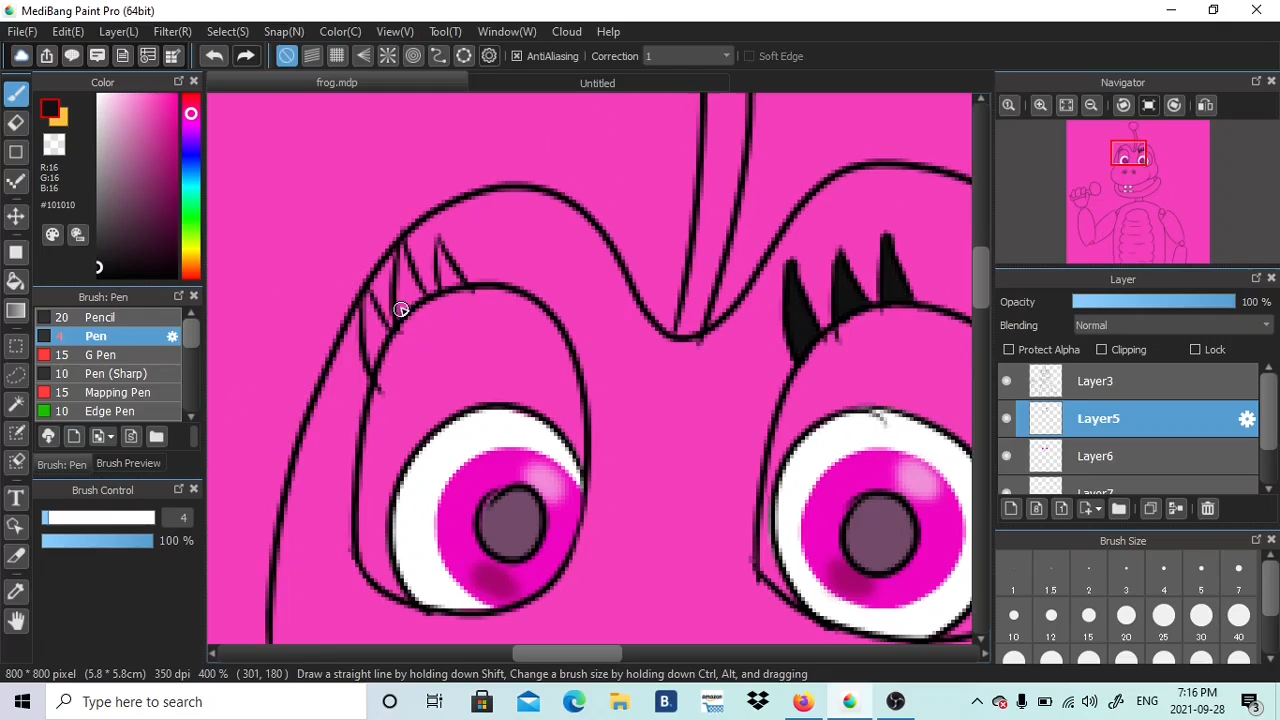 MediBang Paint Pro (64bit)
File(F) Edit(E) Layer(L) Filter(R) Select(S) Snap(N) Color(C) View(V) Tool(T) Window(W) Cloud Help
AntiAliasing Correction 1 Soft Edge
Color
frog.mdp Untitled
Navigator
R:16
G:16
B:16
#101010
Brush: Pen
20 Pencil
4 Pen
15 G Pen
10 Pen (Sharp)
15 Mapping Pen
10 Edge Pen
Brush: Pen Brush Preview
Brush Control
4
100 %
Layer
Opacity 100 %
Blending Normal
Protect Alpha Clipping Lock
Layer3
Layer5
Layer6
Layer7
Brush Size
1 1.5 2 3 5 7
10 12 15 20 25 30 40
800 * 800 pixel (5.8 * 5.8cm) 350 dpi 400 % ( 301, 180 ) Draw a straight line by holding down Shift, Change a brush size by holding down Ctrl, Alt, and dragging
Type here to search
B.
amazon
ENG
7:16 PM
2021-09-28
3